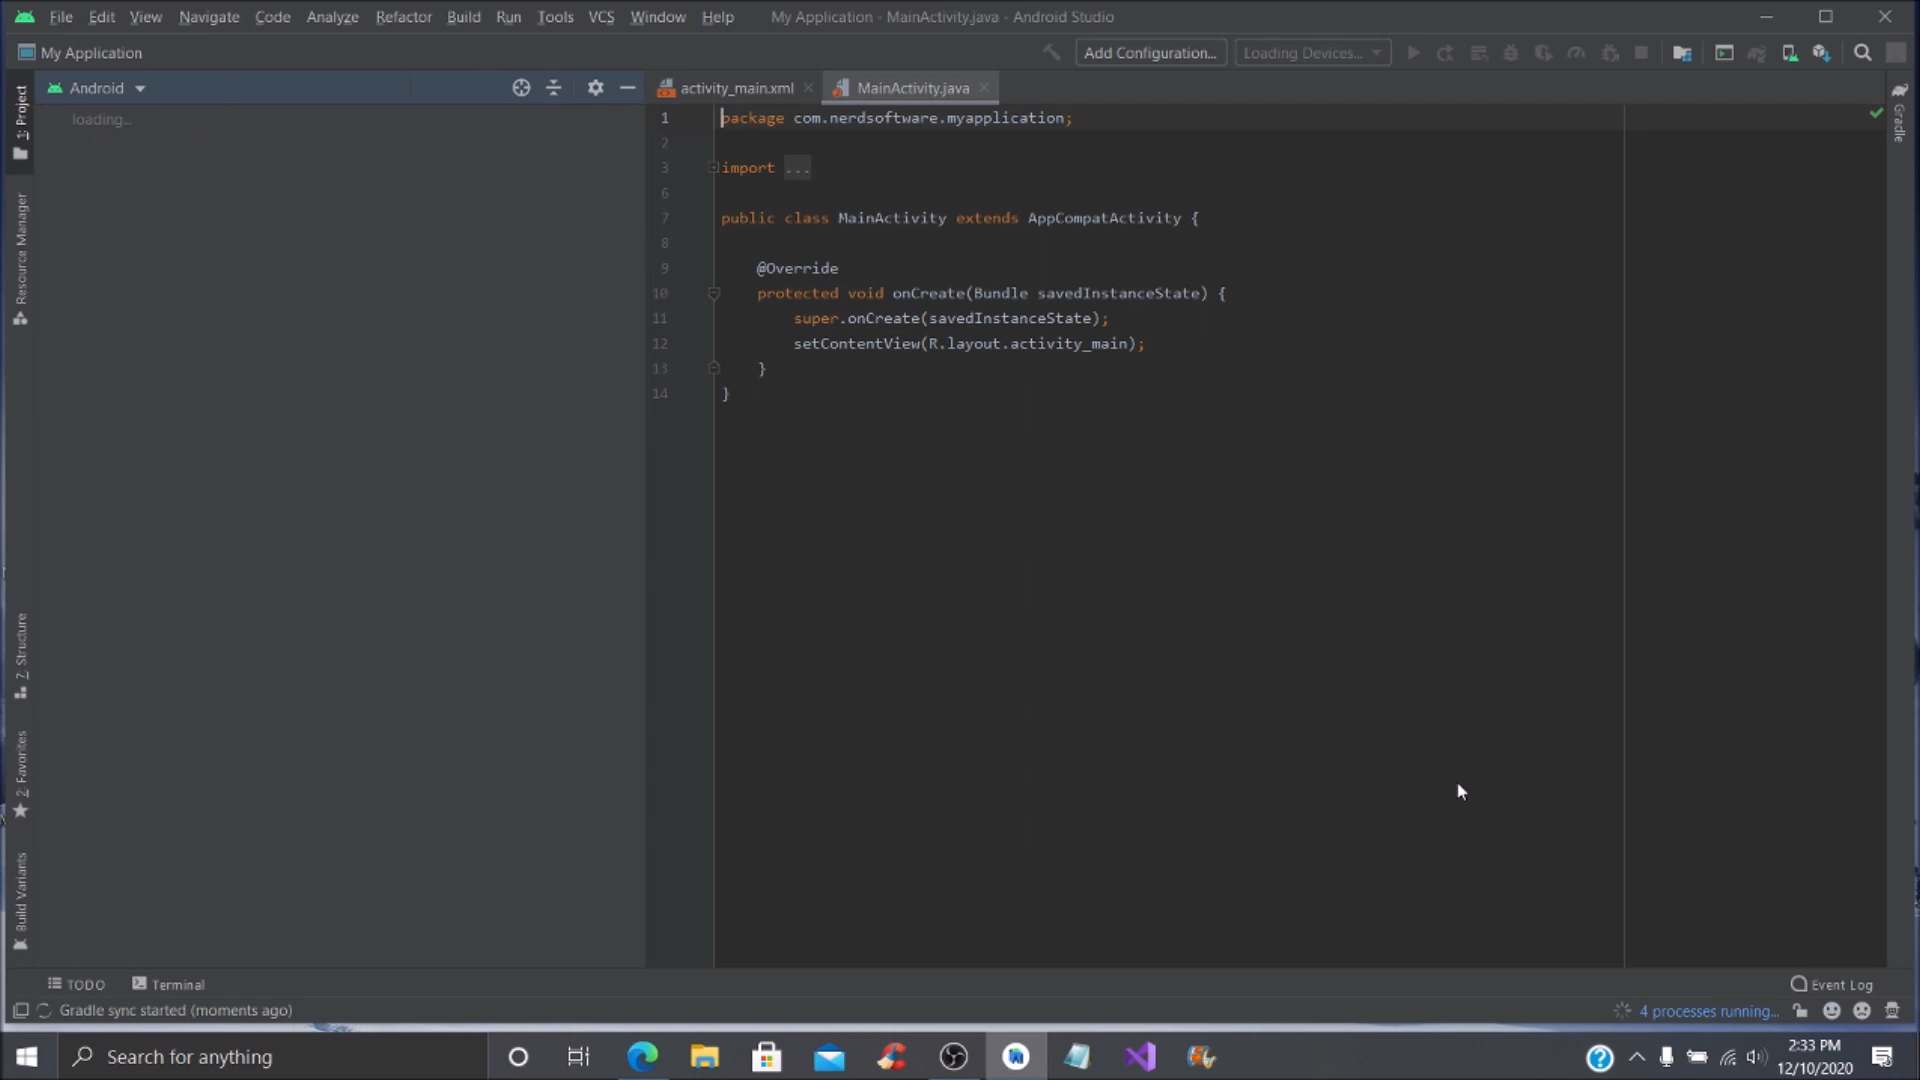 File Edit View Navigate Code Analyze Refactor Build Run Tools VCS Window Help My Application - MainActivity.java - Android Studio
My Application Add Configuration... Loading Devices...
Android activity_main.xml MainActivity.java
loading...
1: Project
Resource Manager
7: Structure
2: Favorites
Build Variants
Gradle
1 package com.nerdsoftware.myapplication;
2
3 import ...
6
7 public class MainActivity extends AppCompatActivity {
8
9 @Override
10 protected void onCreate(Bundle savedInstanceState) {
11 super.onCreate(savedInstanceState);
12 setContentView(R.layout.activity_main);
13 }
14 }
TODO Terminal Event Log
Gradle sync started (moments ago) 4 processes running...
Search for anything 2:33 PM
12/10/2020